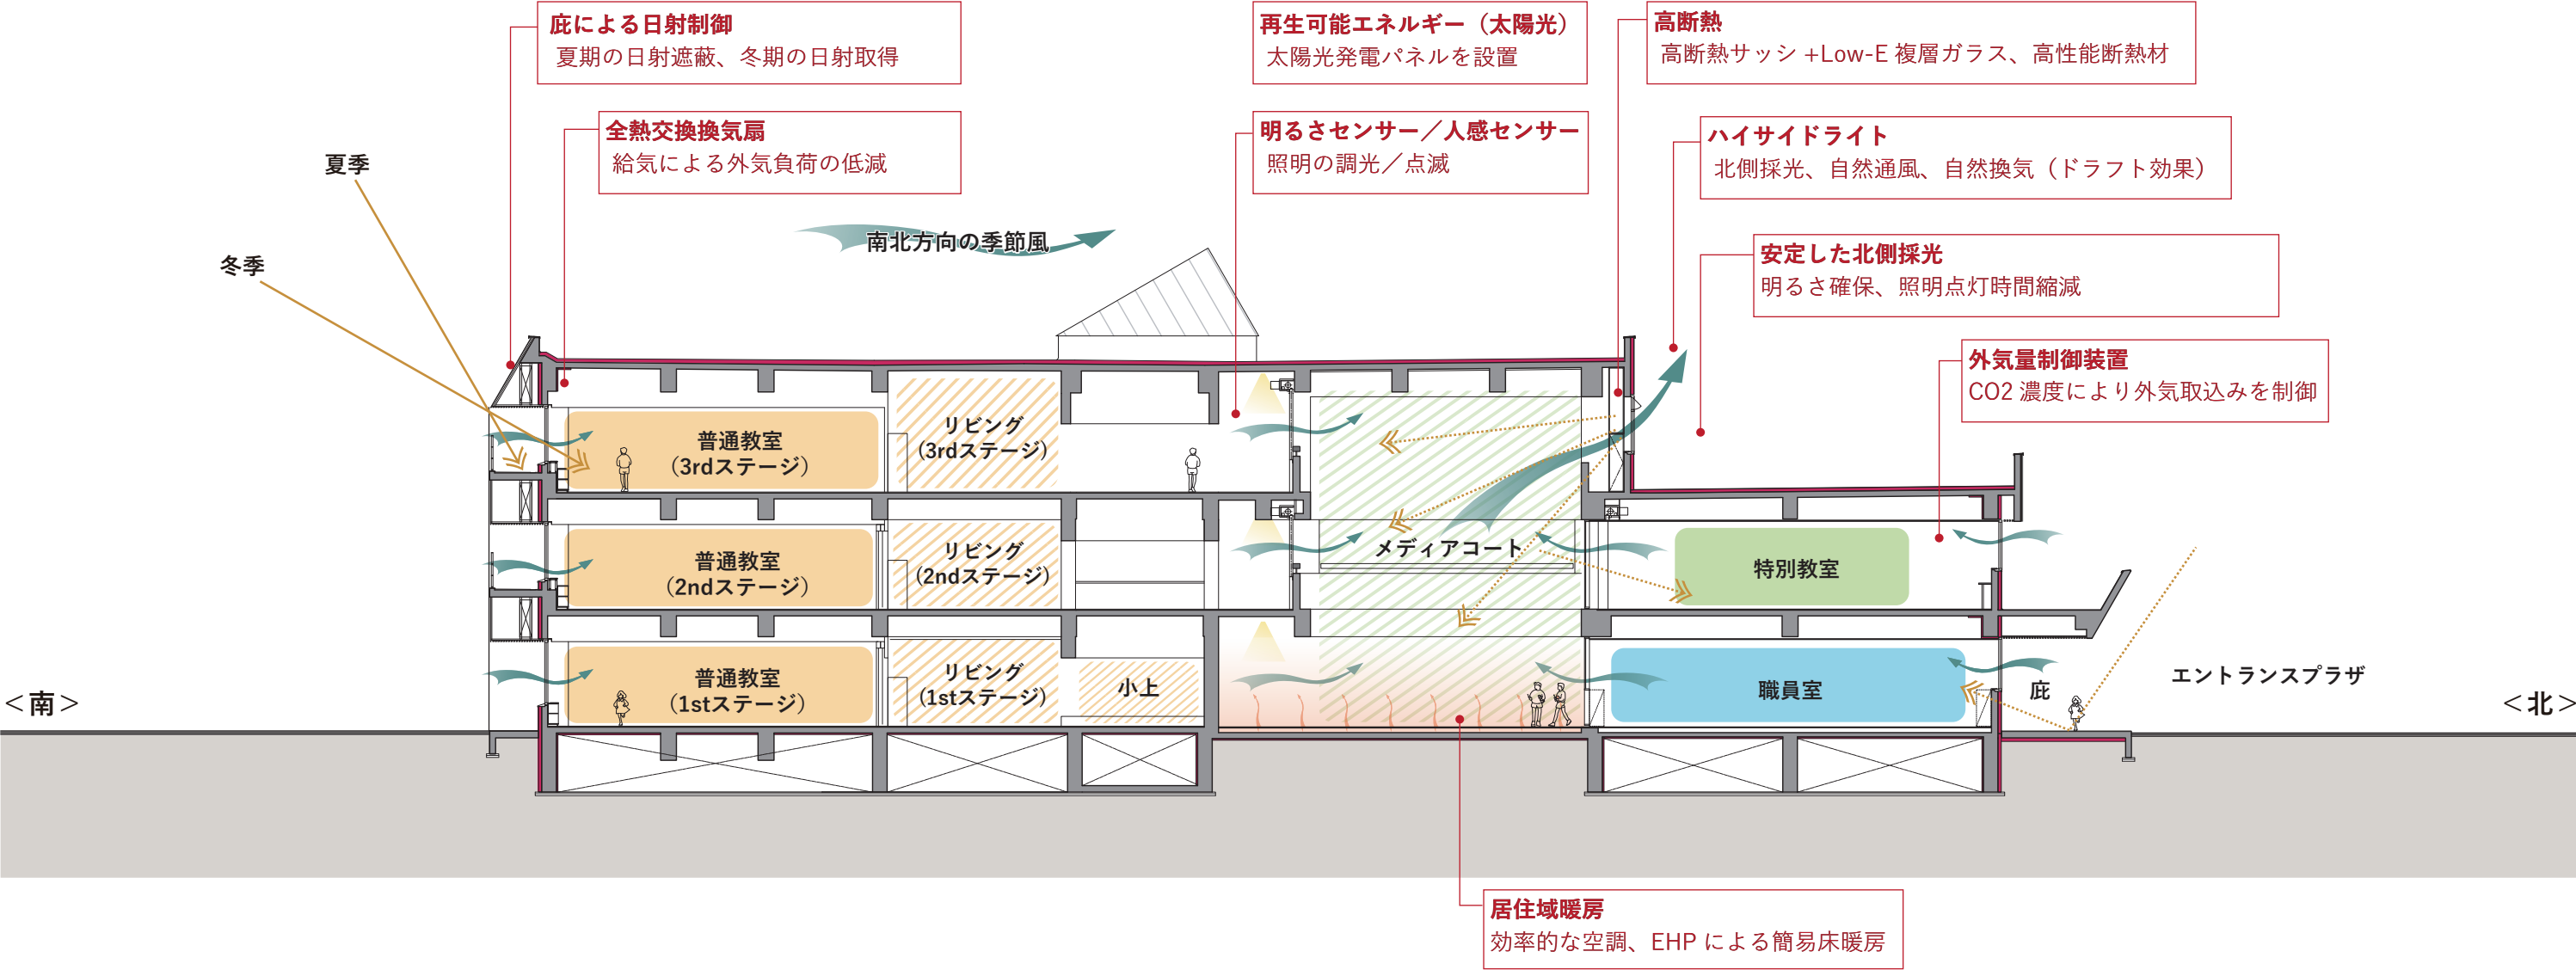 庇による日射制御
夏期の日射遮蔽、冬期の日射取得
再生可能エネルギー（太陽光）
太陽光発電パネルを設置
高断熱
高断熱サッシ+Low-E複層ガラス、高性能断熱材
全熱交換換気扇
給気による外気負荷の低減
明るさセンサー／人感センサー
照明の調光／点滅
ハイサイドライト
北側採光、自然通風、自然換気（ドラフト効果）
夏季
冬季
南北方向の季節風
安定した北側採光
明るさ確保、照明点灯時間縮減
外気量制御装置
CO2濃度により外気取込みを制御
普通教室
（3rdステージ）
リビング
（3rdステージ）
普通教室
（2ndステージ）
リビング
（2ndステージ）
メディアコート
特別教室
普通教室
（1stステージ）
リビング
（1stステージ）
小上
職員室
庇
エントランスプラザ
＜南＞
＜北＞
居住域暖房
効率的な空調、EHPによる簡易床暖房